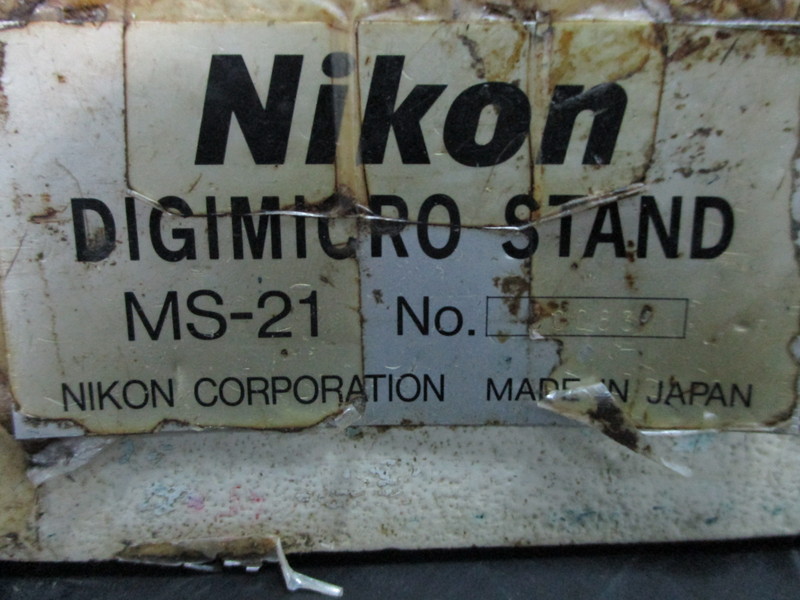 Nikon
DIGIMICRO STAND
MS-21 No.
NIKON CORPORATION MADE IN JAPAN